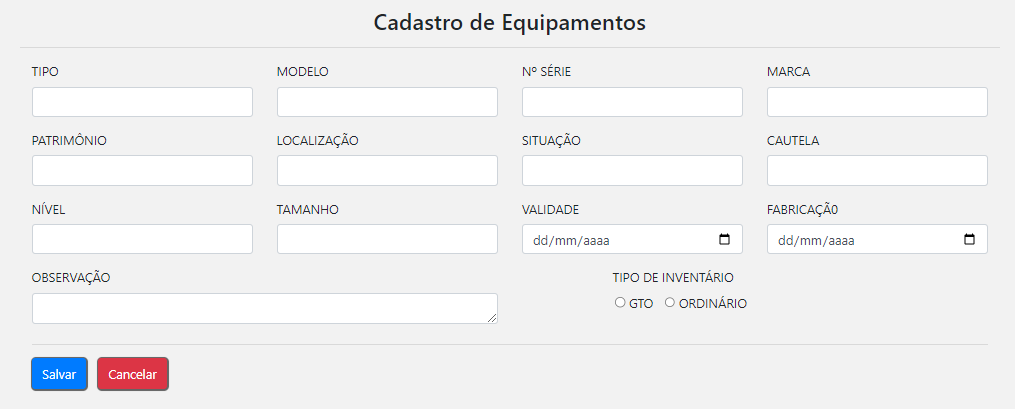 Cadastro de Equipamentos
TIPO MODELO Nº SÉRIE MARCA
PATRIMÔNIO LOCALIZAÇÃO SITUAÇÃO CAUTELA
NÍVEL TAMANHO VALIDADE FABRICAÇÃ0
dd/mm/aaaa dd/mm/aaaa
OBSERVAÇÃO TIPO DE INVENTÁRIO
GTO ORDINÁRIO
Salvar Cancelar